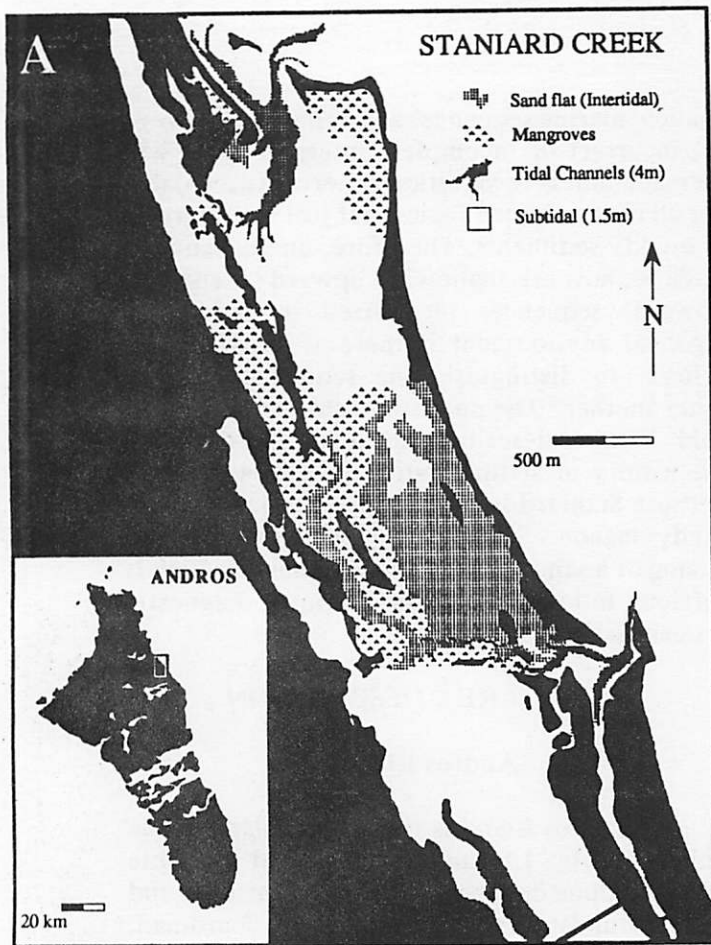 A
STANIARD CREEK
Sand flat (Intertidal)
Mangroves
Tidal Channels (4m)
Subtidal (1.5m)
N
500 m
ANDROS
20 km